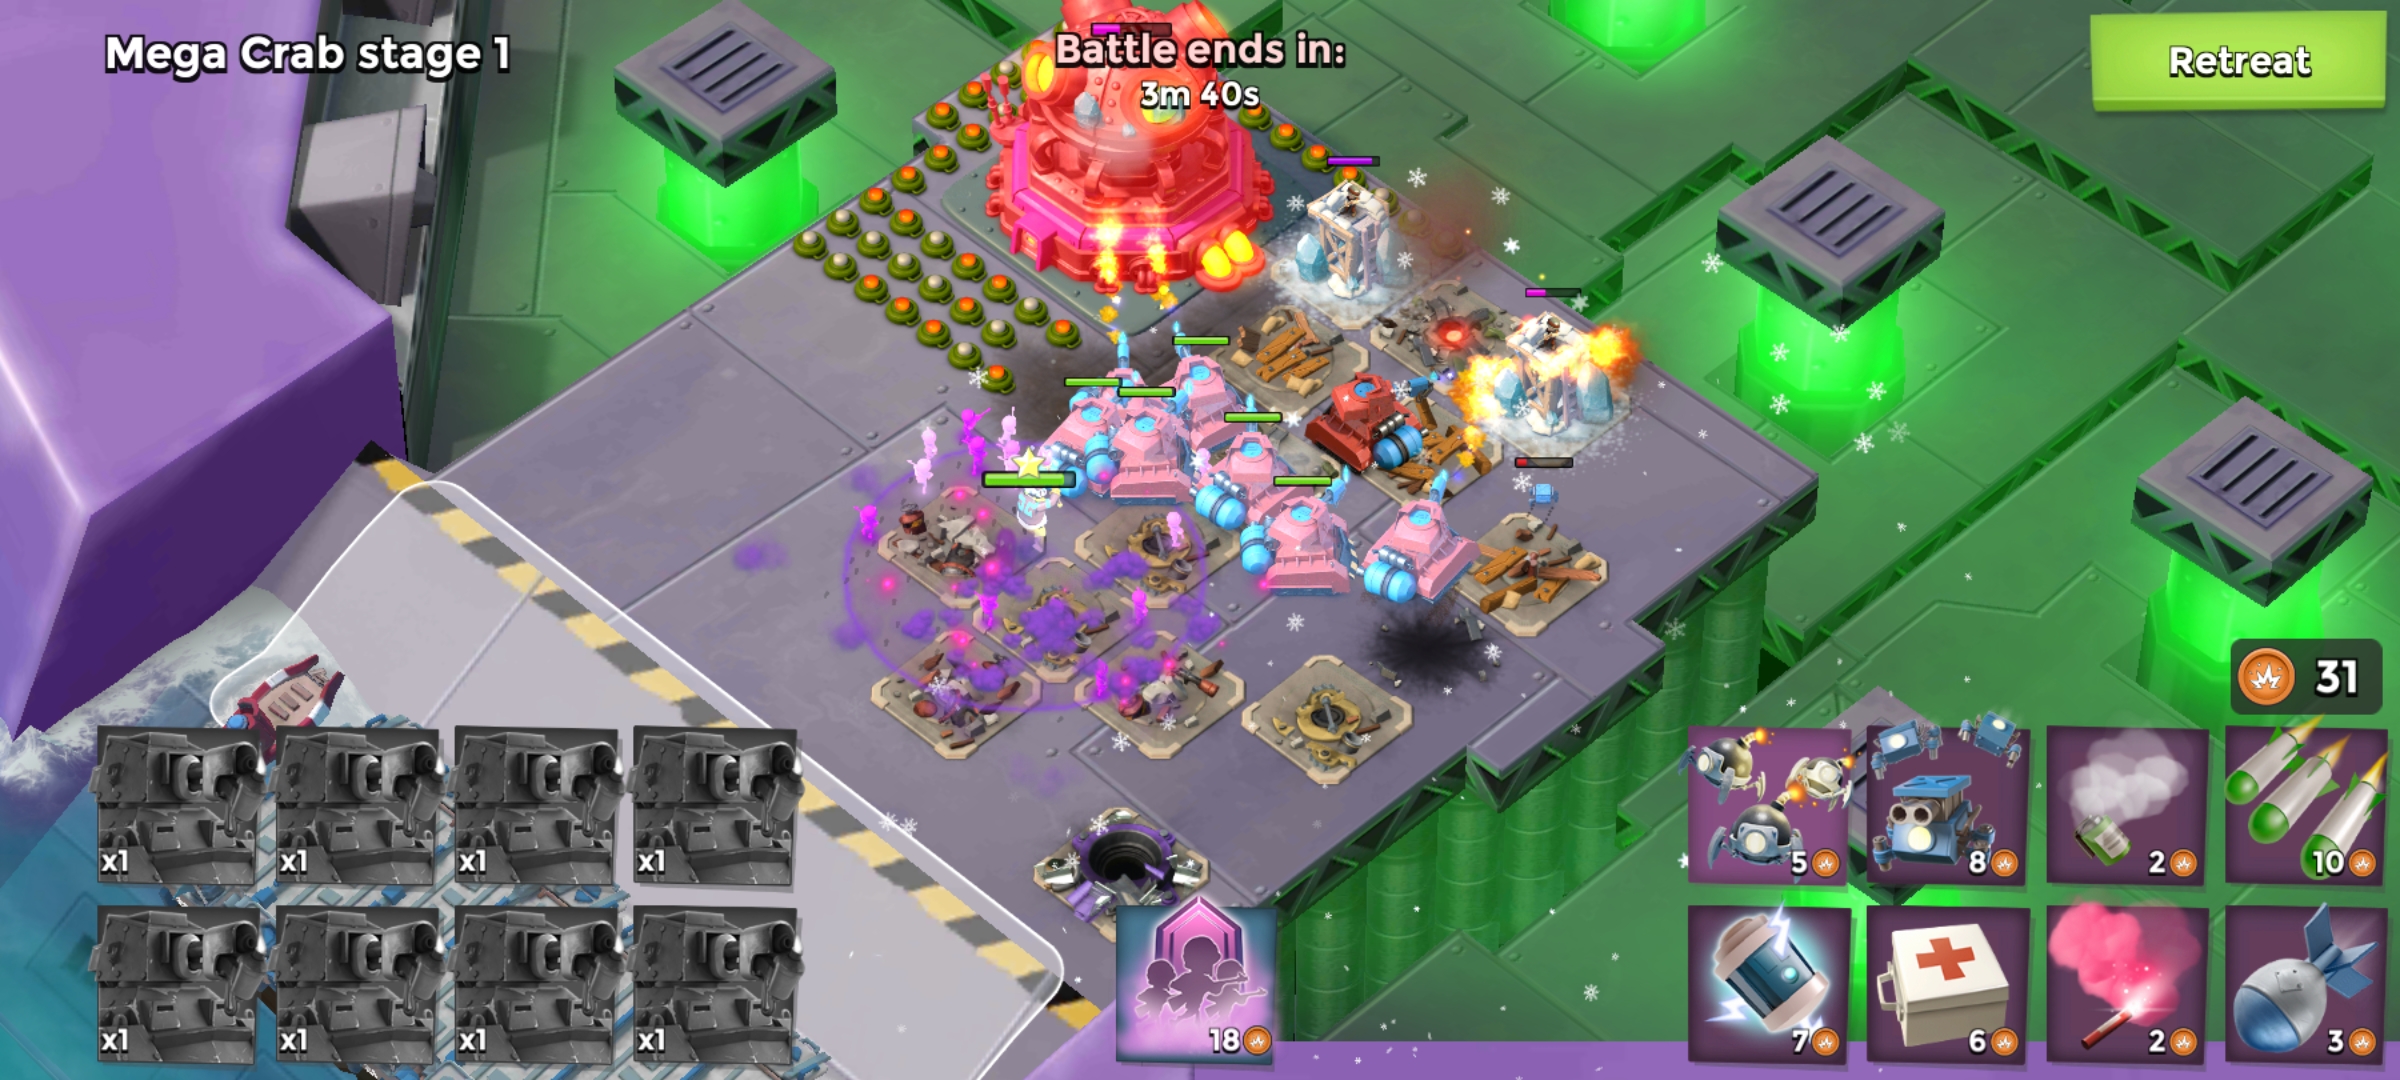 Mega Crab stage 1
Battle ends in:
3m 40s
Retreat
31
x1 x1 x1 x1
5 8 2 10
x1 x1 x1 x1
18
7 6 2 3